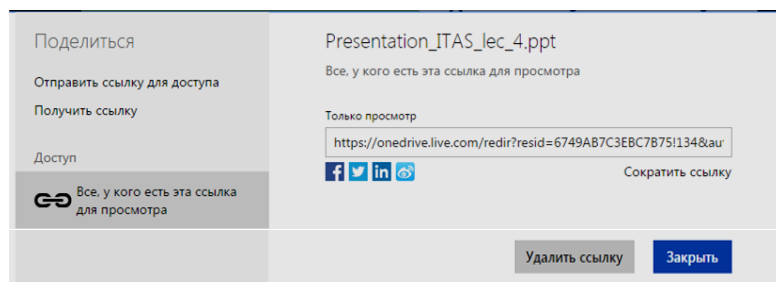 Поделиться
Отправить ссылку для доступа
Получить ссылку
Доступ
Все, у кого есть эта ссылка
для просмотра
Presentation_ITAS_lec_4.ppt
Все, у кого есть эта ссылка для просмотра
Только просмотр
https://onedrive.live.com/redir?resid=6749AB7C3EBC7B75!134&au
Сократить ссылку
Удалить ссылку
Закрыть